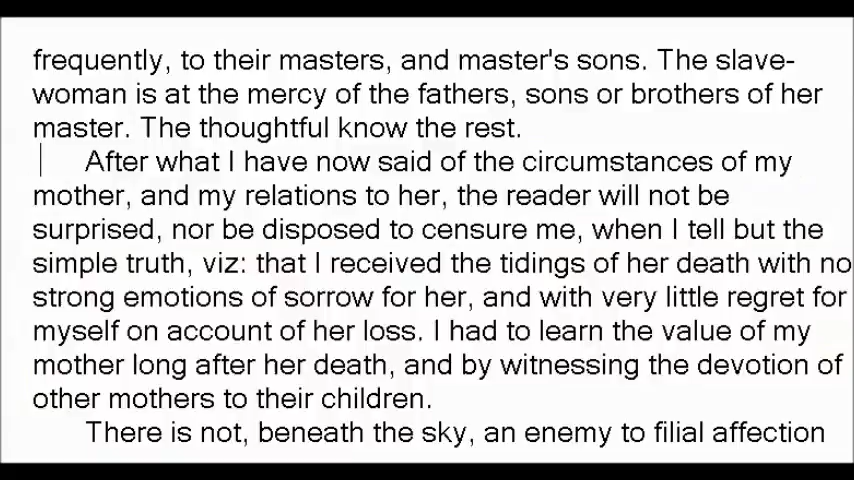 frequently, to their masters, and master's sons. The slave-
woman is at the mercy of the fathers, sons or brothers of her
master. The thoughtful know the rest.
After what I have now said of the circumstances of my
mother, and my relations to her, the reader will not be
surprised, nor be disposed to censure me, when I tell but the
simple truth, viz: that I received the tidings of her death with no
strong emotions of sorrow for her, and with very little regret for
myself on account of her loss. I had to learn the value of my
mother long after her death, and by witnessing the devotion of
other mothers to their children.
There is not, beneath the sky, an enemy to filial affection